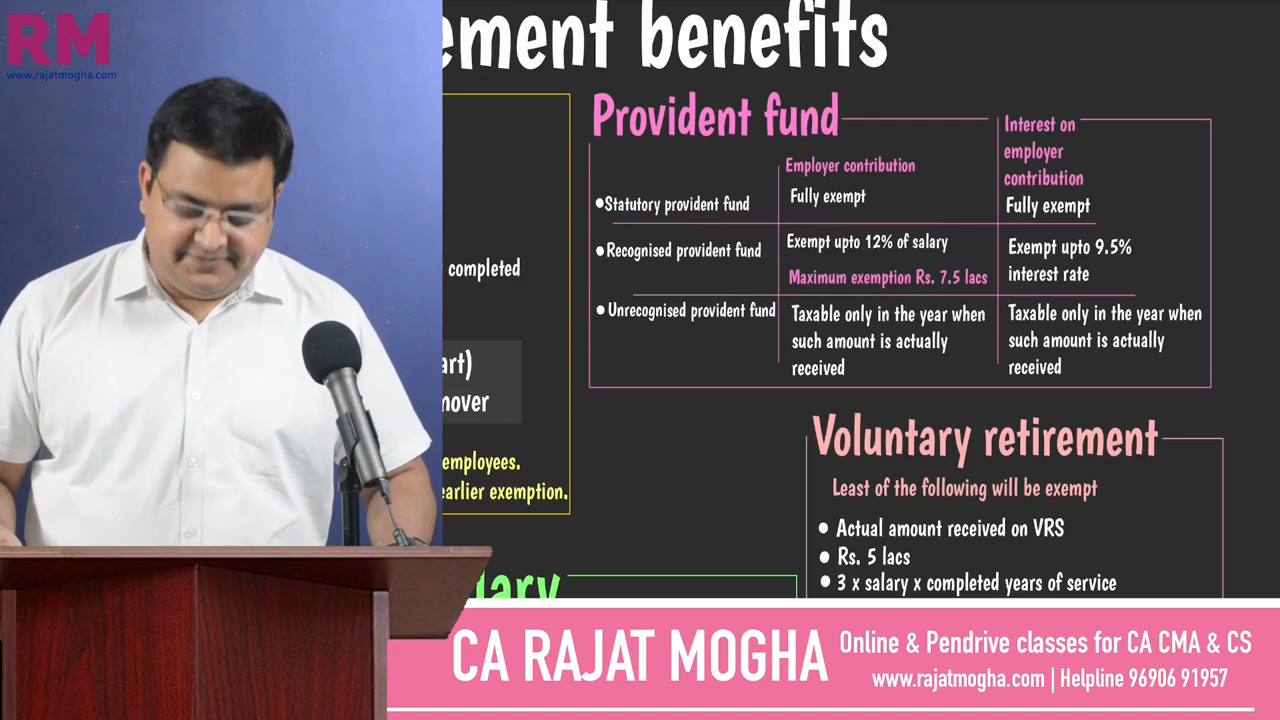 RM
www.rajatmogha.com
ement benefits
completed
art)
nover
employees.
earlier exemption.
lary
Provident fund
Employer contribution
Interest on
employer
contribution
•Statutory provident fund
Fully exempt
Fully exempt
•Recognised provident fund
Exempt upto 12% of salary
Maximum exemption Rs. 7.5 lacs
Exempt upto 9.5%
interest rate
• Unrecognised provident fund
Taxable only in the year when
such amount is actually
received
Taxable only in the year when
such amount is actually
received
Voluntary retirement
Least of the following will be exempt
• Actual amount received on VRS
• Rs. 5 lacs
• 3 x salary x completed years of service
CA RAJAT MOGHA
Online & Pendrive classes for CA CMA & CS
www.rajatmogha.com | Helpline 96906 91957